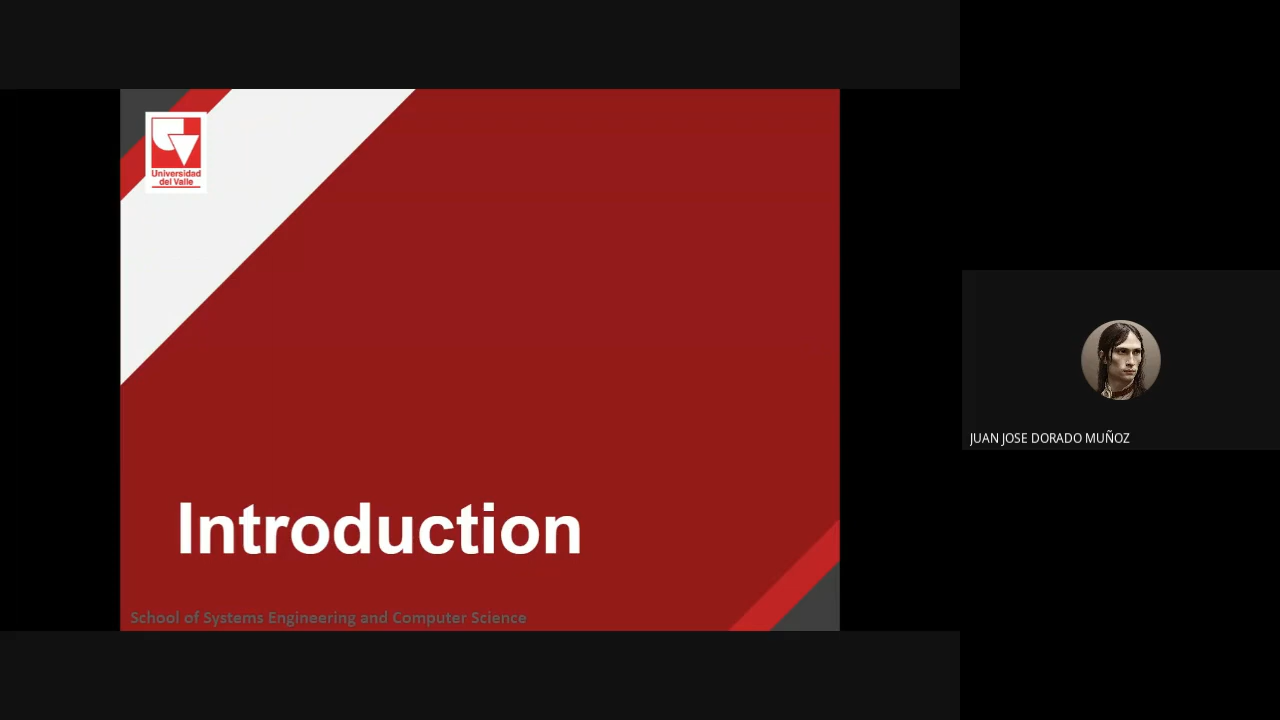 Universidad
del Valle
Introduction
School of Systems Engineering and Computer Science
JUAN JOSE DORADO MUÑOZ